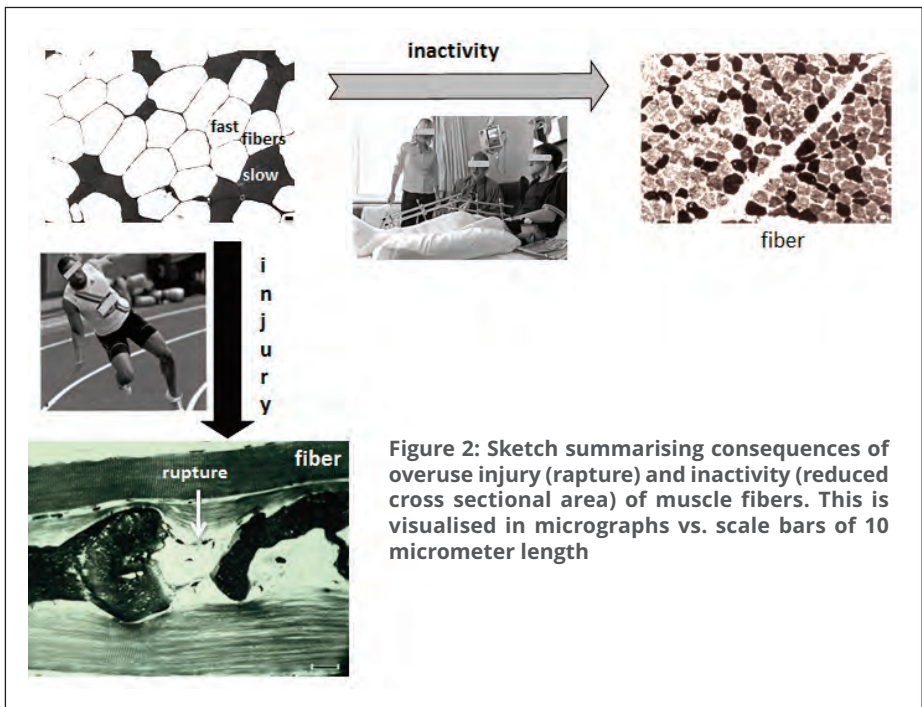 inactivity
fast
fibers
slow
fiber
i
n
j
u
r
y
fiber
rupture
Figure 2: Sketch summarising consequences of
overuse injury (rapture) and inactivity (reduced
cross sectional area) of muscle fibers. This is
visualised in micrographs vs. scale bars of 10
micrometer length